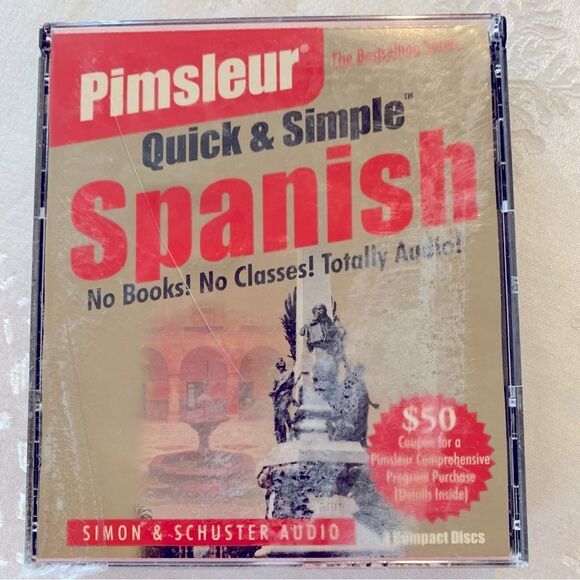 Pimsleur®
The Bestselling Series
Quick & Simple™
Spanish
No Books! No Classes! Totally Audio!
$50
Coupon for a
Pimsleur Comprehensive
Program Purchase
(Details Inside)
SIMON & SCHUSTER AUDIO
4 Compact Discs